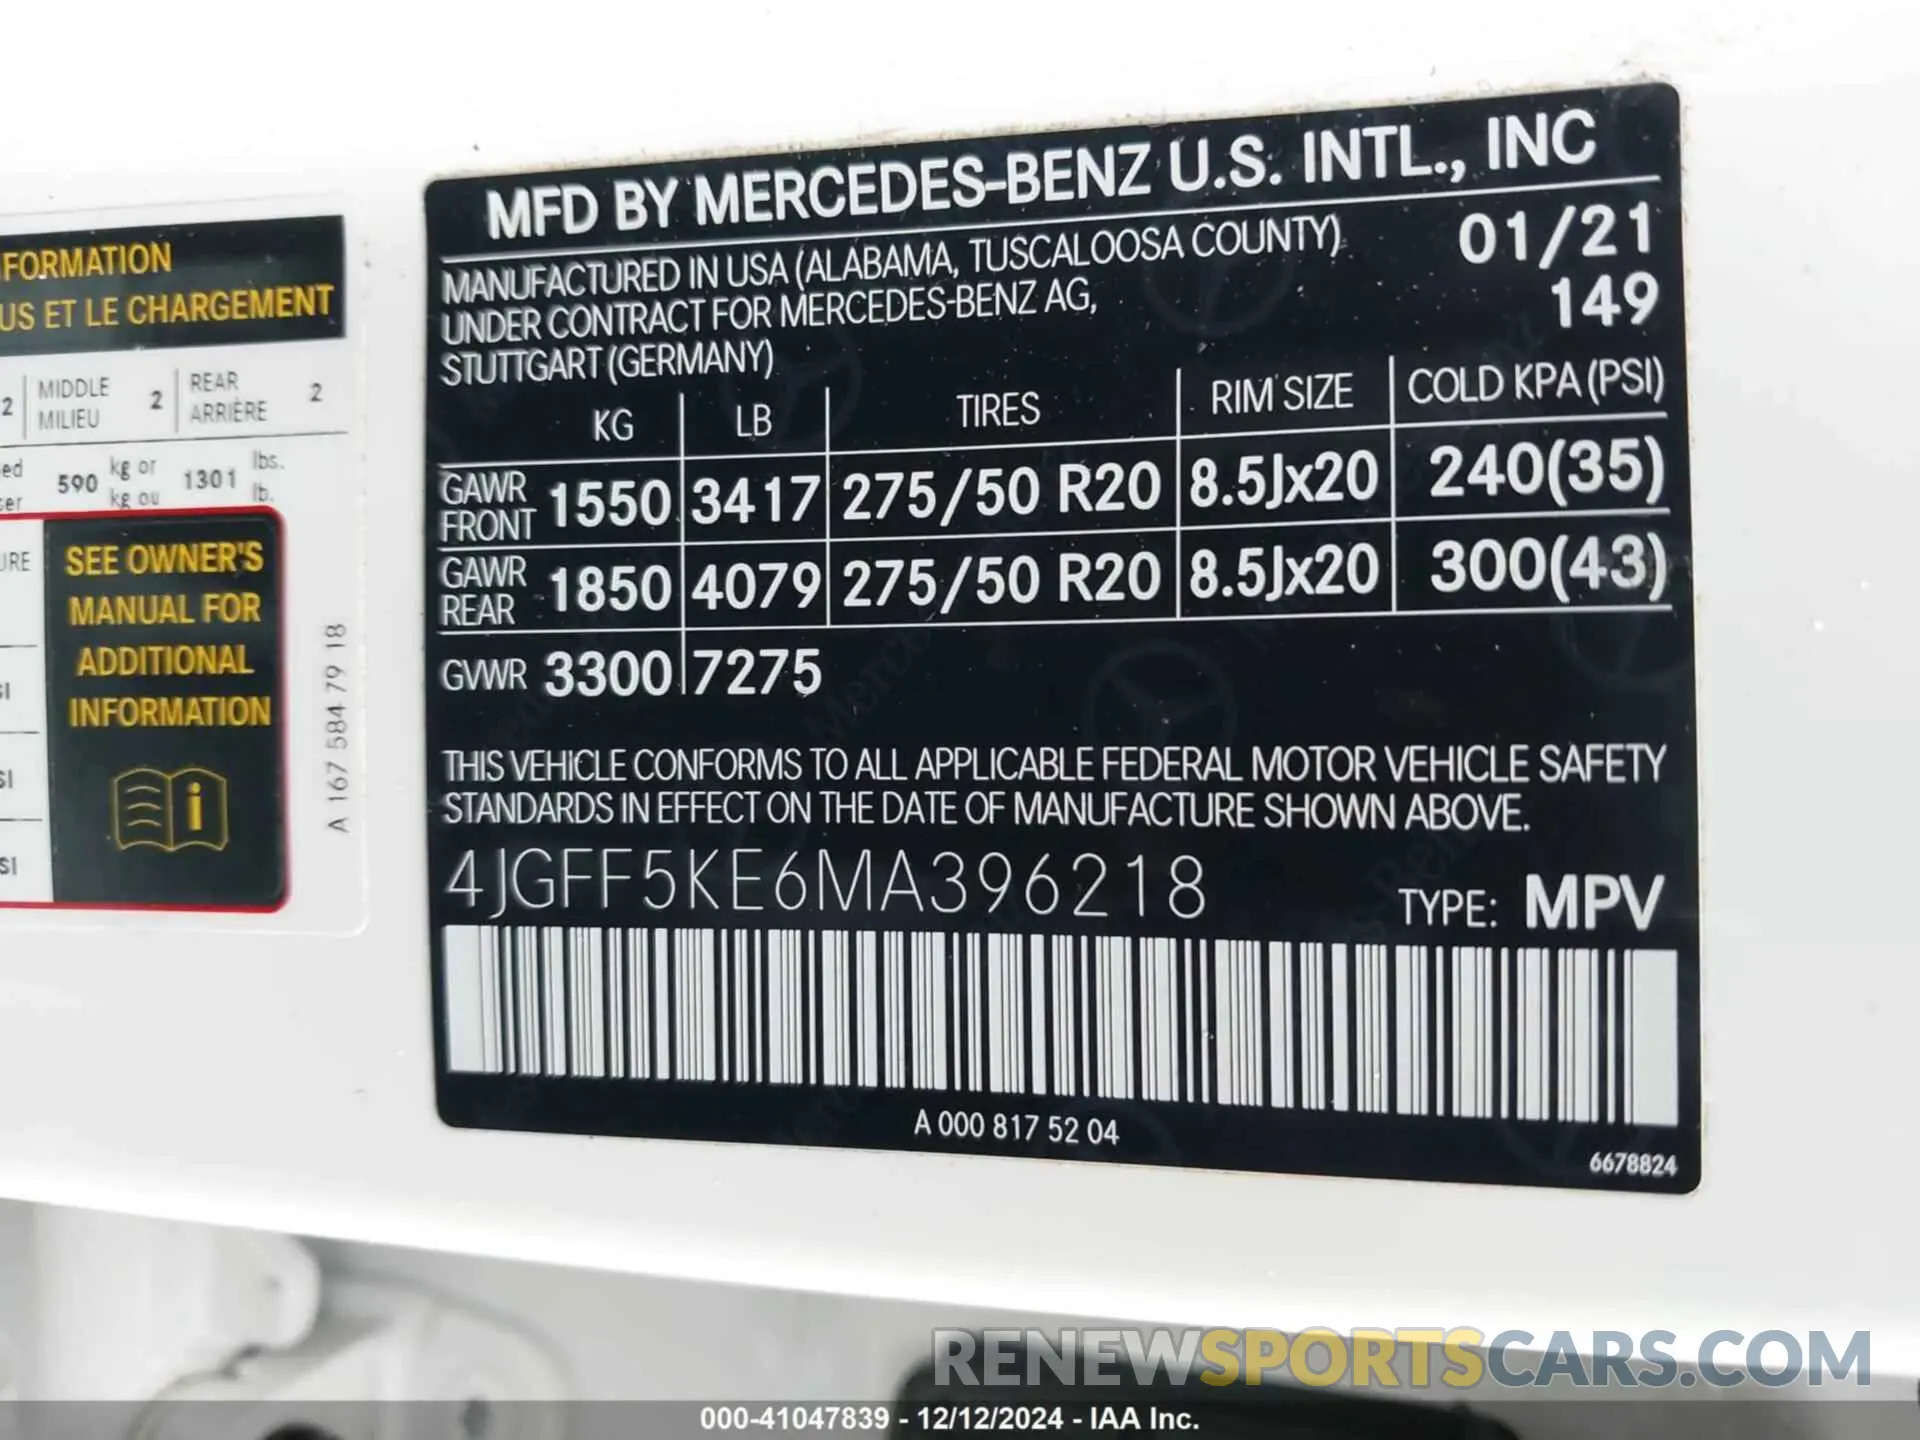 FORMATION
US ET LE CHARGEMENT
2 MIDDLE MILIEU 2 REAR ARRIÈRE 2
590 kg or kg ou 1301 lbs. lb.
SEE OWNER'S
MANUAL FOR
ADDITIONAL
INFORMATION
A 167 584 79 18
MFD BY MERCEDES-BENZ U.S. INTL., INC
MANUFACTURED IN USA (ALABAMA, TUSCALOOSA COUNTY) 01/21
UNDER CONTRACT FOR MERCEDES-BENZ AG, 149
STUTTGART (GERMANY)
KG LB TIRES RIM SIZE COLD KPA (PSI)
GAWR FRONT 1550 3417 275/50 R20 8.5Jx20 240(35)
GAWR REAR 1850 4079 275/50 R20 8.5Jx20 300(43)
GVWR 3300 7275
THIS VEHICLE CONFORMS TO ALL APPLICABLE FEDERAL MOTOR VEHICLE SAFETY
STANDARDS IN EFFECT ON THE DATE OF MANUFACTURE SHOWN ABOVE.
4JGFF5KE6MA396218 TYPE: MPV
A 000 817 52 04
6678824
RENEWSPORTSCARS.COM
000-41047839 - 12/12/2024 - IAA Inc.